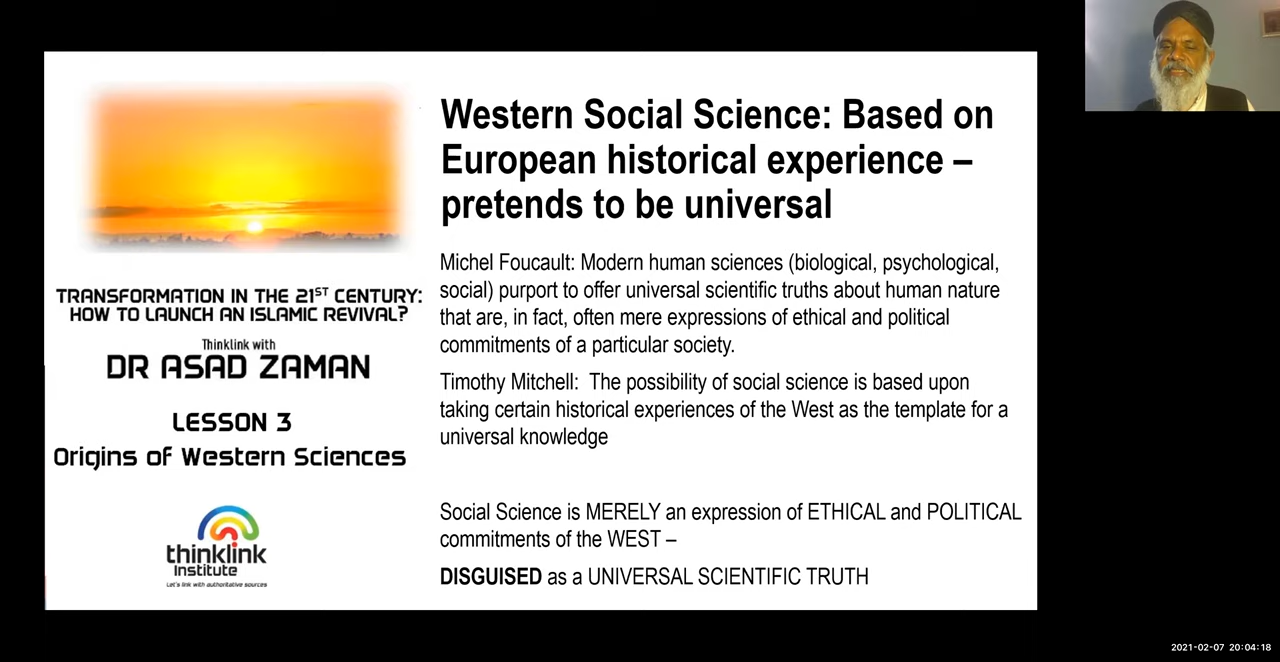 Western Social Science: Based on
European historical experience –
pretends to be universal
Michel Foucault: Modern human sciences (biological, psychological,
social) purport to offer universal scientific truths about human nature
that are, in fact, often mere expressions of ethical and political
commitments of a particular society.
Timothy Mitchell: The possibility of social science is based upon
taking certain historical experiences of the West as the template for a
universal knowledge
Social Science is MERELY an expression of ETHICAL and POLITICAL
commitments of the WEST –
DISGUISED as a UNIVERSAL SCIENTIFIC TRUTH
TRANSFORMATION IN THE 21ST CENTURY:
HOW TO LAUNCH AN ISLAMIC REVIVAL?
Thinklink with
DR ASAD ZAMAN
LESSON 3
Origins of Western Sciences
thinklink
Institute
Let's link with authoritative sources
2021-02-07 20:04:18